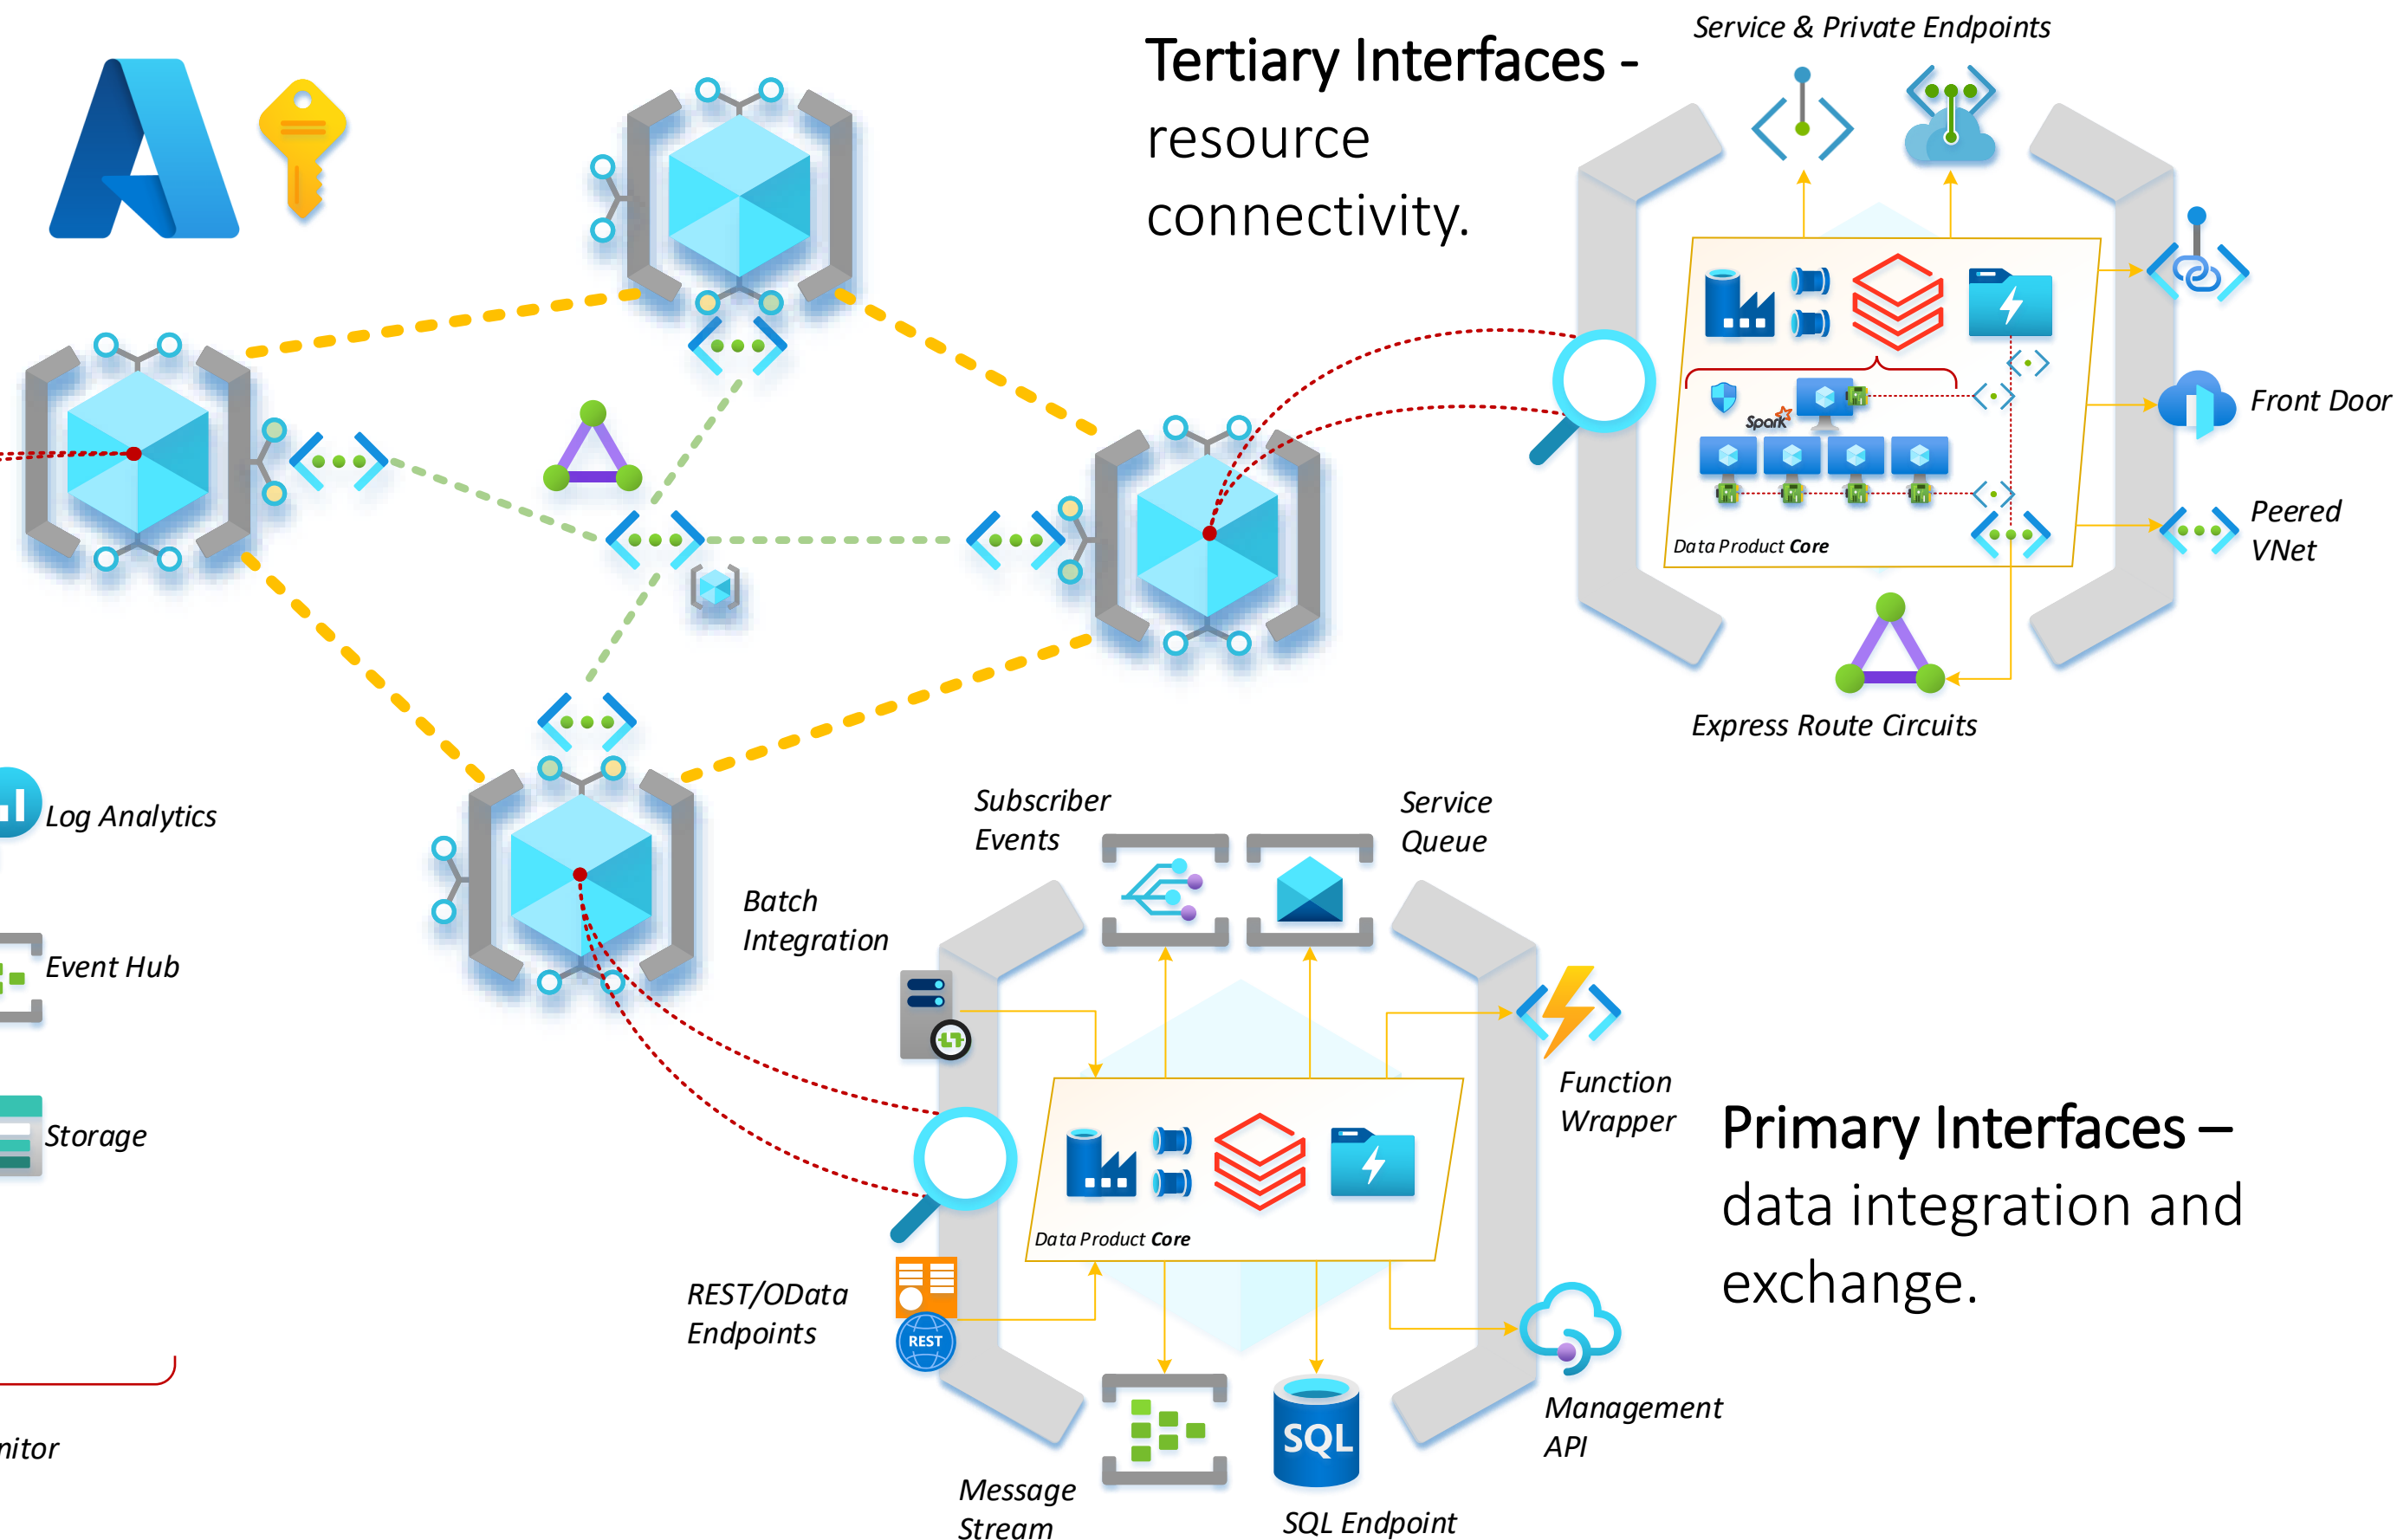 Service & Private Endpoints
Tertiary Interfaces -
resource
connectivity.
Front Door
Spark
Peered
VNet
Data Product Core
Express Route Circuits
Log Analytics
Event Hub
Storage
nitor
Subscriber
Events
Service
Queue
Batch
Integration
Function
Wrapper
Primary Interfaces –
data integration and
exchange.
Data Product Core
REST/OData
Endpoints
REST
Management
API
SQL
Message
Stream
SQL Endpoint